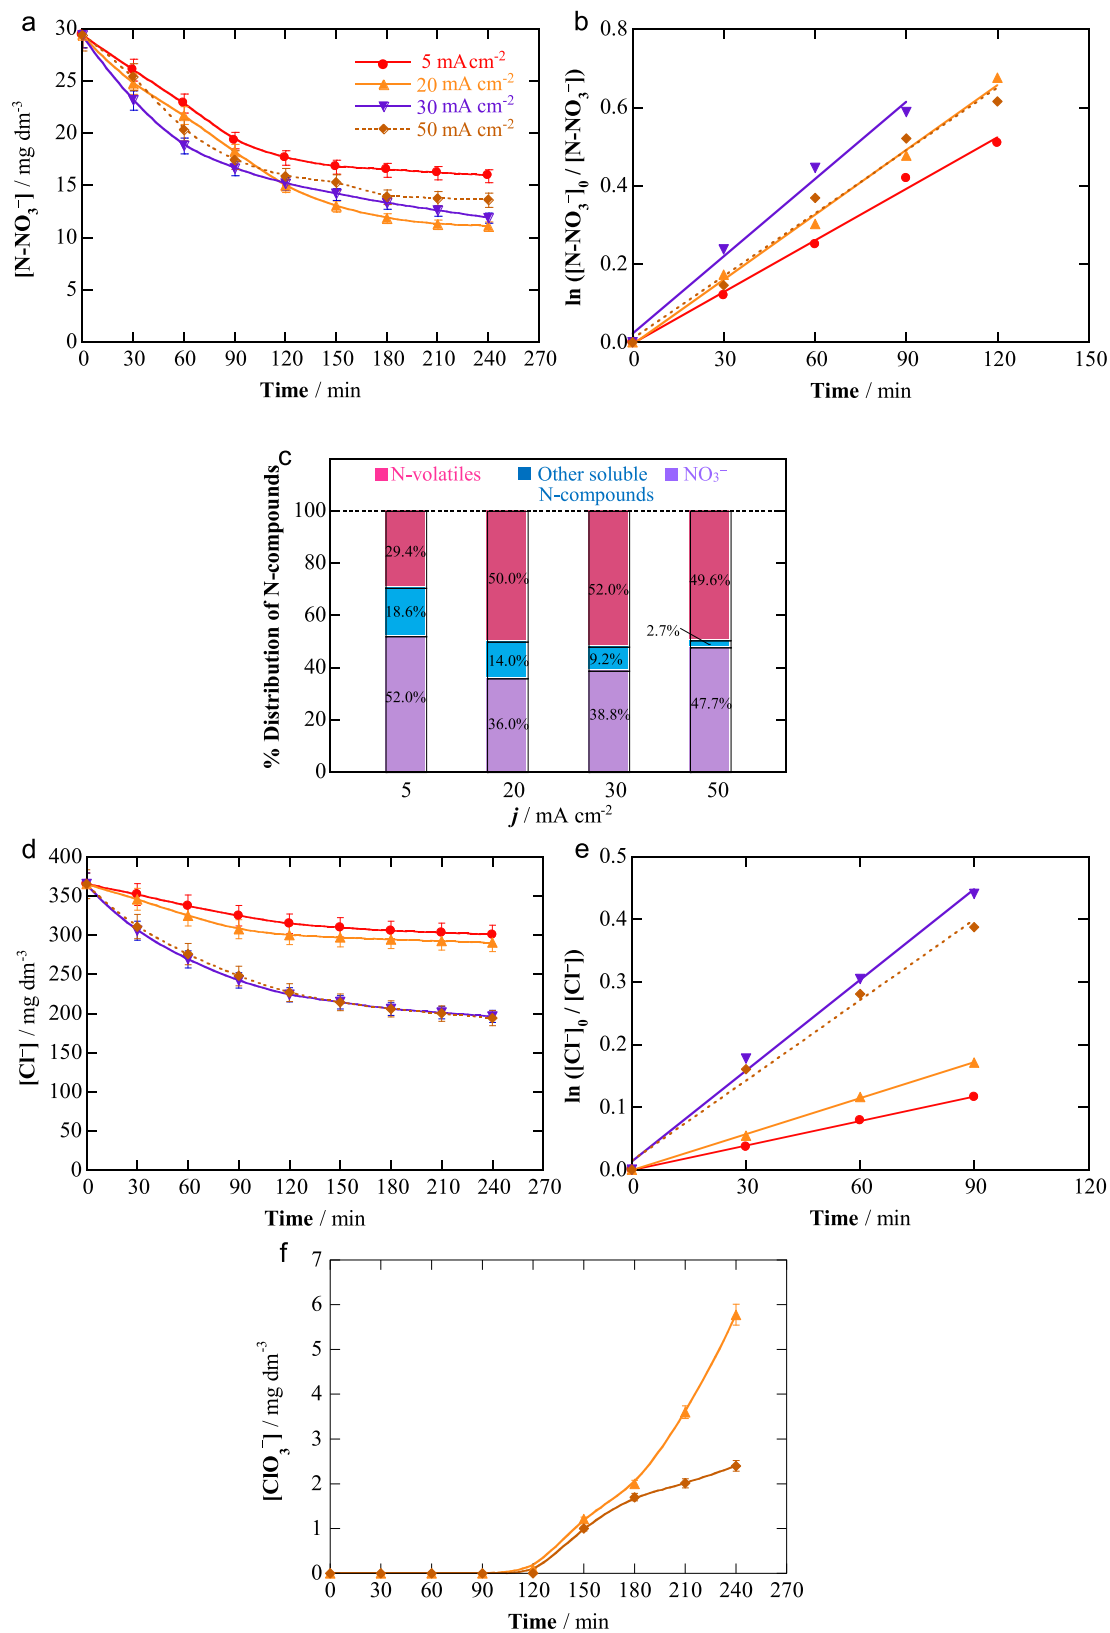 a
30
25
20
15
10
5
0
[N-NO₃⁻] / mg dm⁻³
5 mA cm⁻²
20 mA cm⁻²
30 mA cm⁻²
50 mA cm⁻²
0 30 60 90 120 150 180 210 240 270
Time / min
b
0.8
0.6
0.4
0.2
0.0
ln ([N-NO₃⁻]₀ / [N-NO₃⁻])
0 30 60 90 120 150
Time / min
c
N-volatiles
Other soluble
N-compounds
NO₃⁻
% Distribution of N-compounds
100
80
60
40
20
0
29.4%
18.6%
52.0%
50.0%
14.0%
36.0%
52.0%
9.2%
38.8%
49.6%
2.7%
47.7%
5 20 30 50
j / mA cm⁻²
d
400
350
300
250
200
150
100
50
0
[Cl⁻] / mg dm⁻³
0 30 60 90 120 150 180 210 240 270
Time / min
e
0.5
0.4
0.3
0.2
0.1
0.0
ln ([Cl⁻]₀ / [Cl⁻])
0 30 60 90 120
Time / min
f
7
6
5
4
3
2
1
0
[ClO₃⁻] / mg dm⁻³
0 30 60 90 120 150 180 210 240 270
Time / min